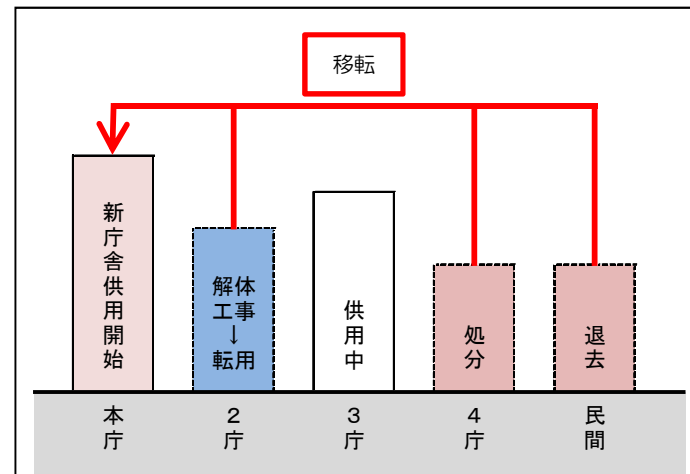 移転
新庁舎供用開始
解体
工事
↓
転用
供用中
処分
退去
本庁
２庁
３庁
４庁
民間